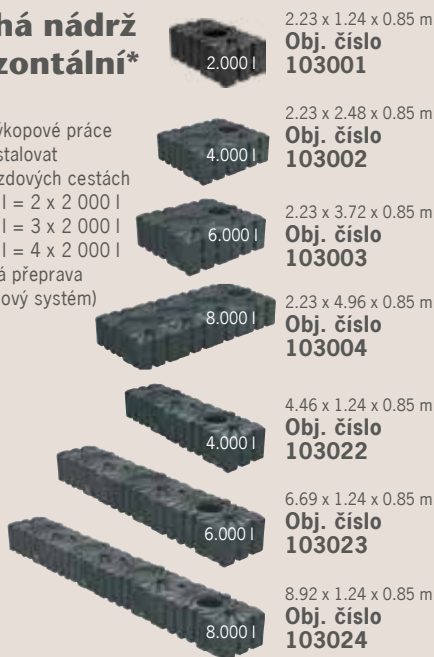 há nádrž
zontální*
ýkopové práce
stalovat
zdových cestách
l = 2 x 2 000 l
l = 3 x 2 000 l
l = 4 x 2 000 l
á přeprava
ový systém)
2.000 l
2.23 x 1.24 x 0.85 m
Obj. číslo
103001
4.000 l
2.23 x 2.48 x 0.85 m
Obj. číslo
103002
6.000 l
2.23 x 3.72 x 0.85 m
Obj. číslo
103003
8.000 l
2.23 x 4.96 x 0.85 m
Obj. číslo
103004
4.000 l
4.46 x 1.24 x 0.85 m
Obj. číslo
103022
6.000 l
6.69 x 1.24 x 0.85 m
Obj. číslo
103023
8.000 l
8.92 x 1.24 x 0.85 m
Obj. číslo
103024